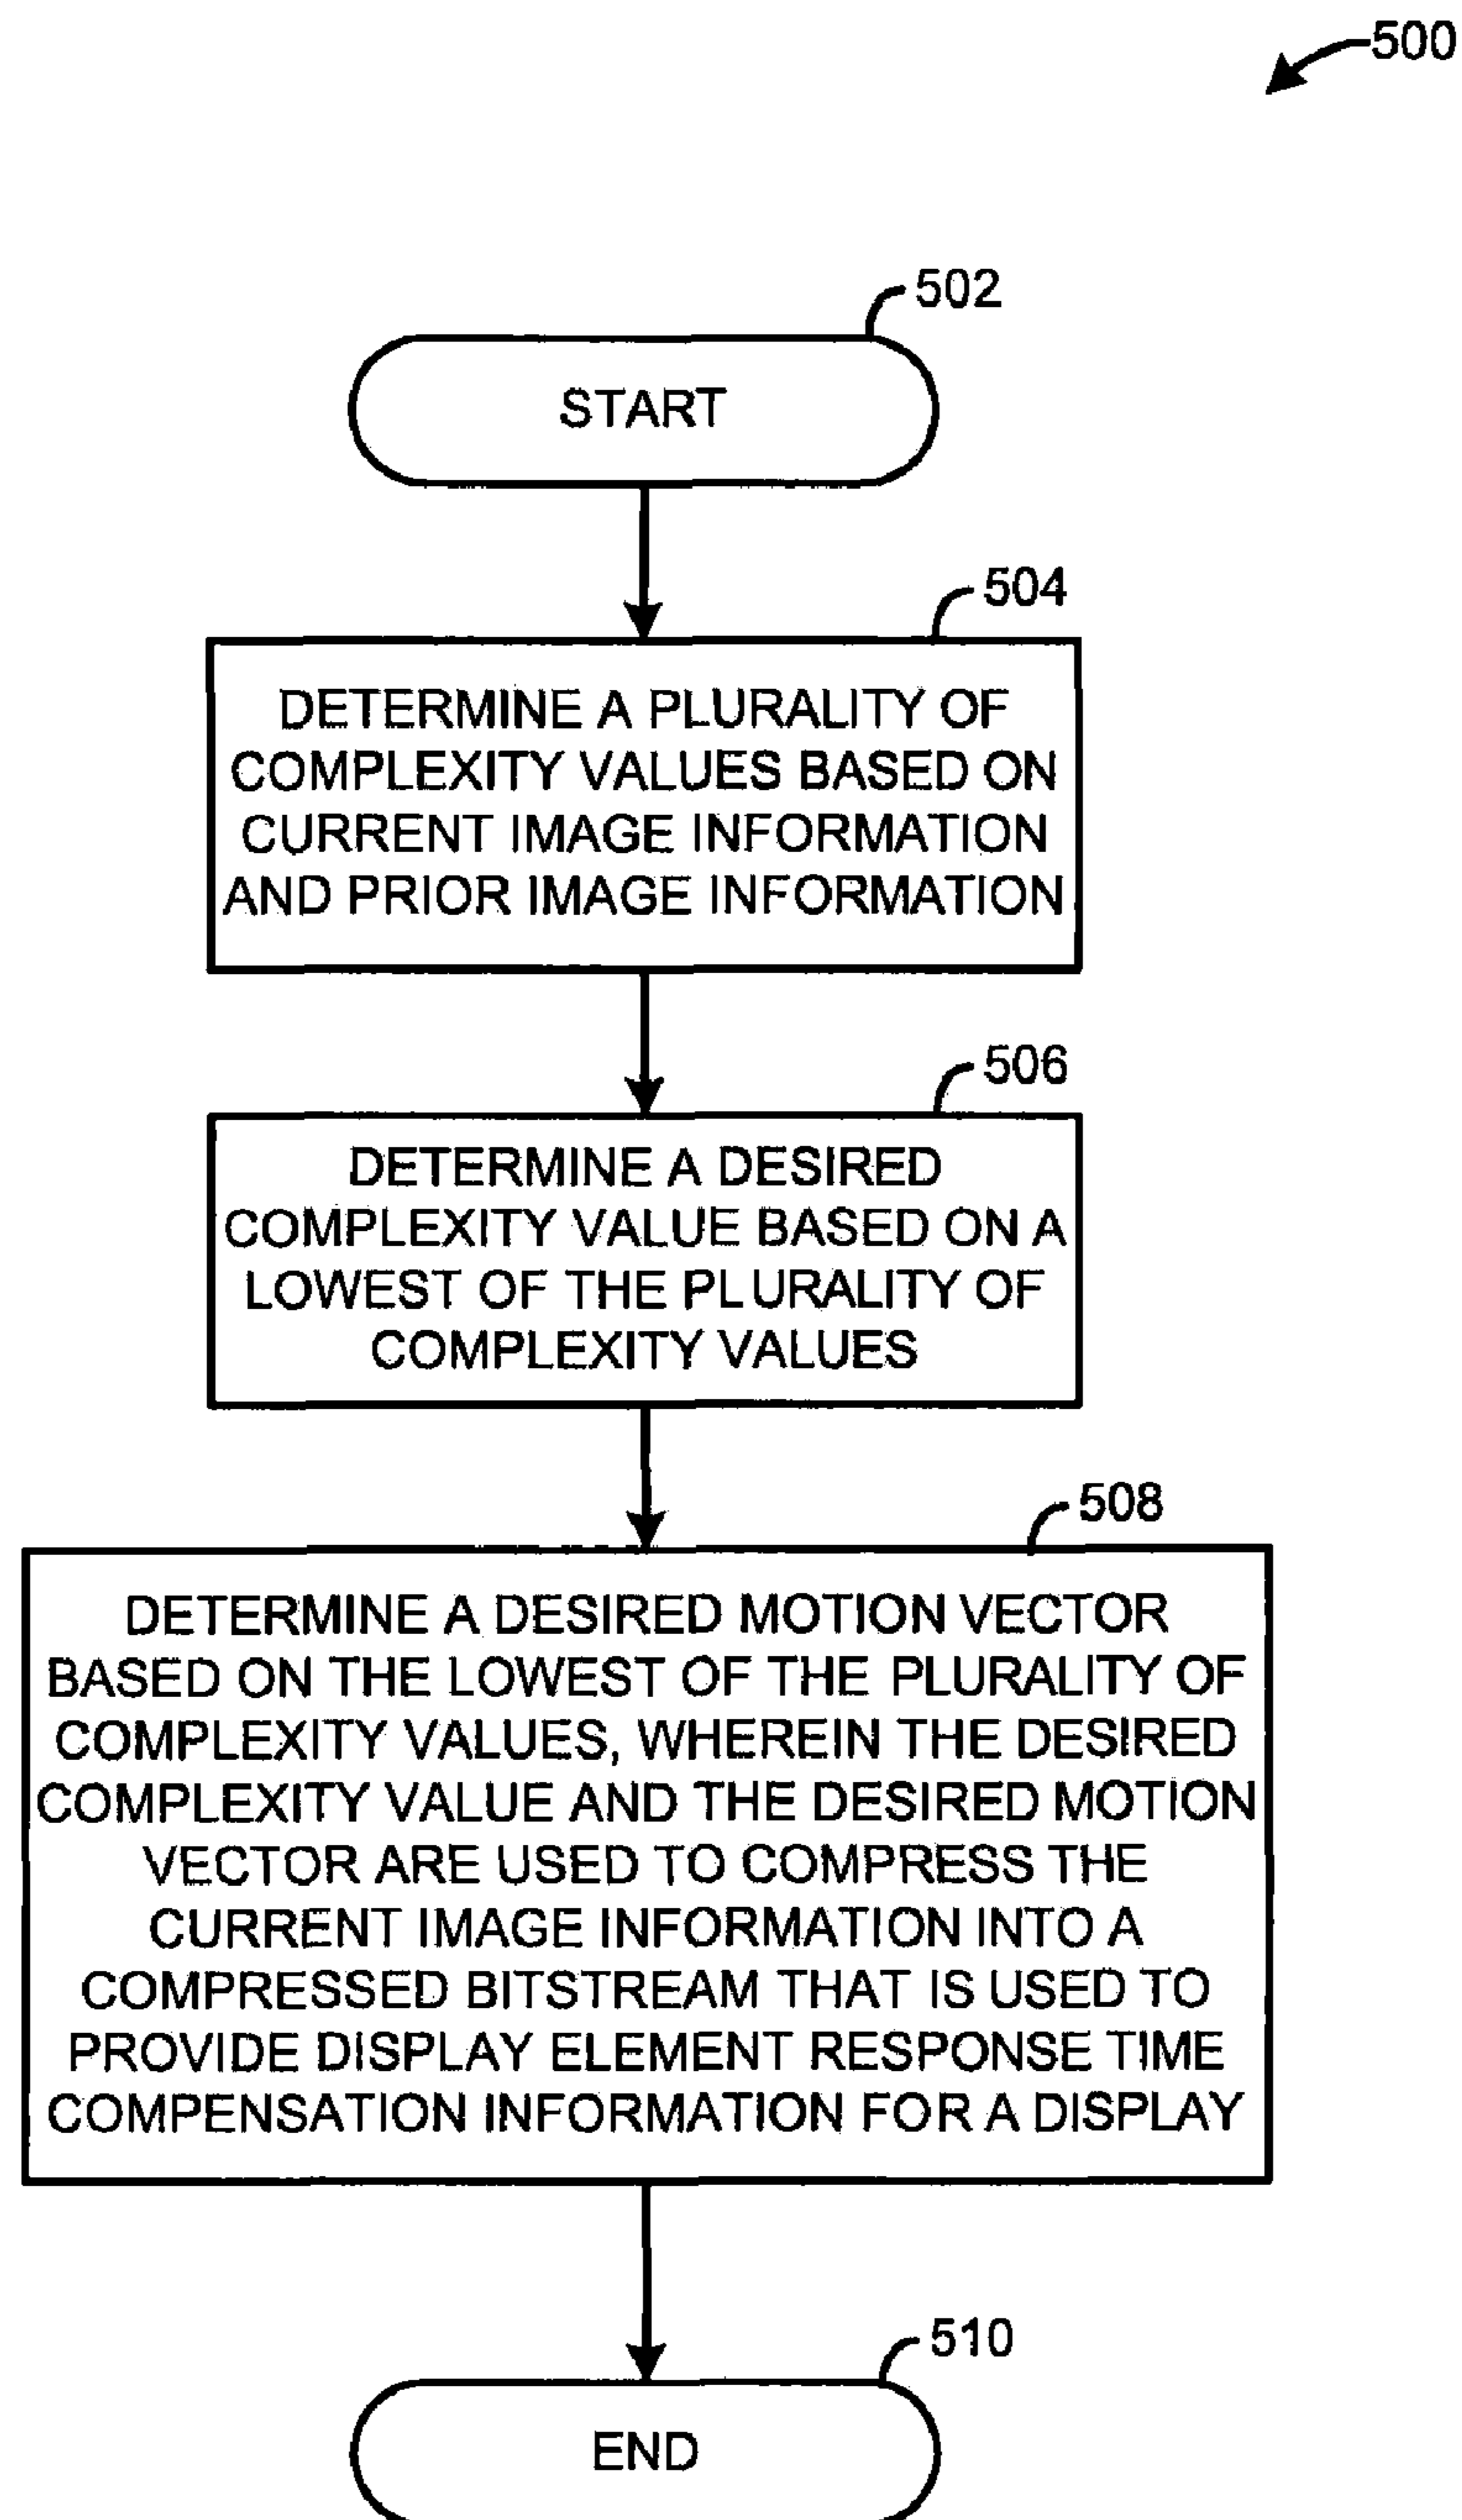 500
502
START
504
DETERMINE A PLURALITY OF
COMPLEXITY VALUES BASED ON
CURRENT IMAGE INFORMATION
AND PRIOR IMAGE INFORMATION
506
DETERMINE A DESIRED
COMPLEXITY VALUE BASED ON A
LOWEST OF THE PLURALITY OF
COMPLEXITY VALUES
508
DETERMINE A DESIRED MOTION VECTOR
BASED ON THE LOWEST OF THE PLURALITY OF
COMPLEXITY VALUES, WHEREIN THE DESIRED
COMPLEXITY VALUE AND THE DESIRED MOTION
VECTOR ARE USED TO COMPRESS THE
CURRENT IMAGE INFORMATION INTO A
COMPRESSED BITSTREAM THAT IS USED TO
PROVIDE DISPLAY ELEMENT RESPONSE TIME
COMPENSATION INFORMATION FOR A DISPLAY
510
END